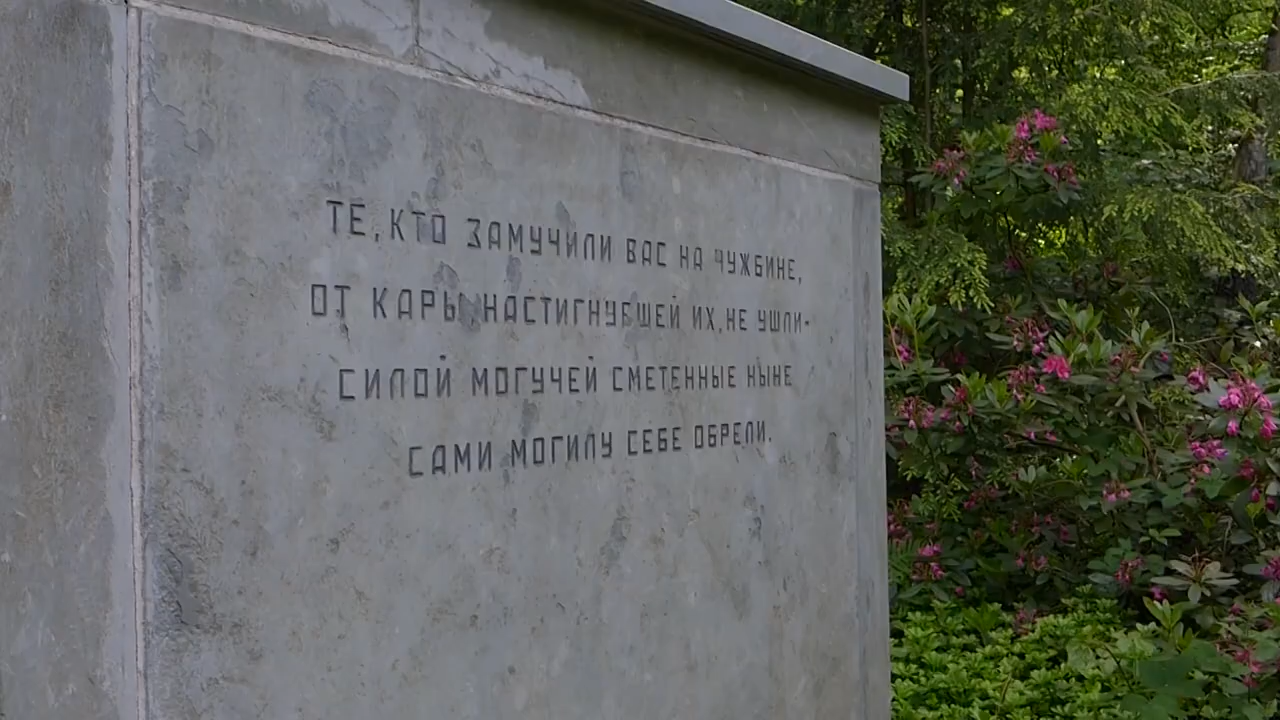 ТЕ, КТО ЗАМУЧИЛИ ВАС НА ЧУЖБИНЕ,
ОТ КАРЫ, НАСТИГНУВШЕЙ ИХ, НЕ УШЛИ-
СИЛОЙ МОГУЧЕЙ СМЕТЕННЫЕ НЫНЕ
САМИ МОГИЛУ СЕБЕ ОБРЕЛИ.